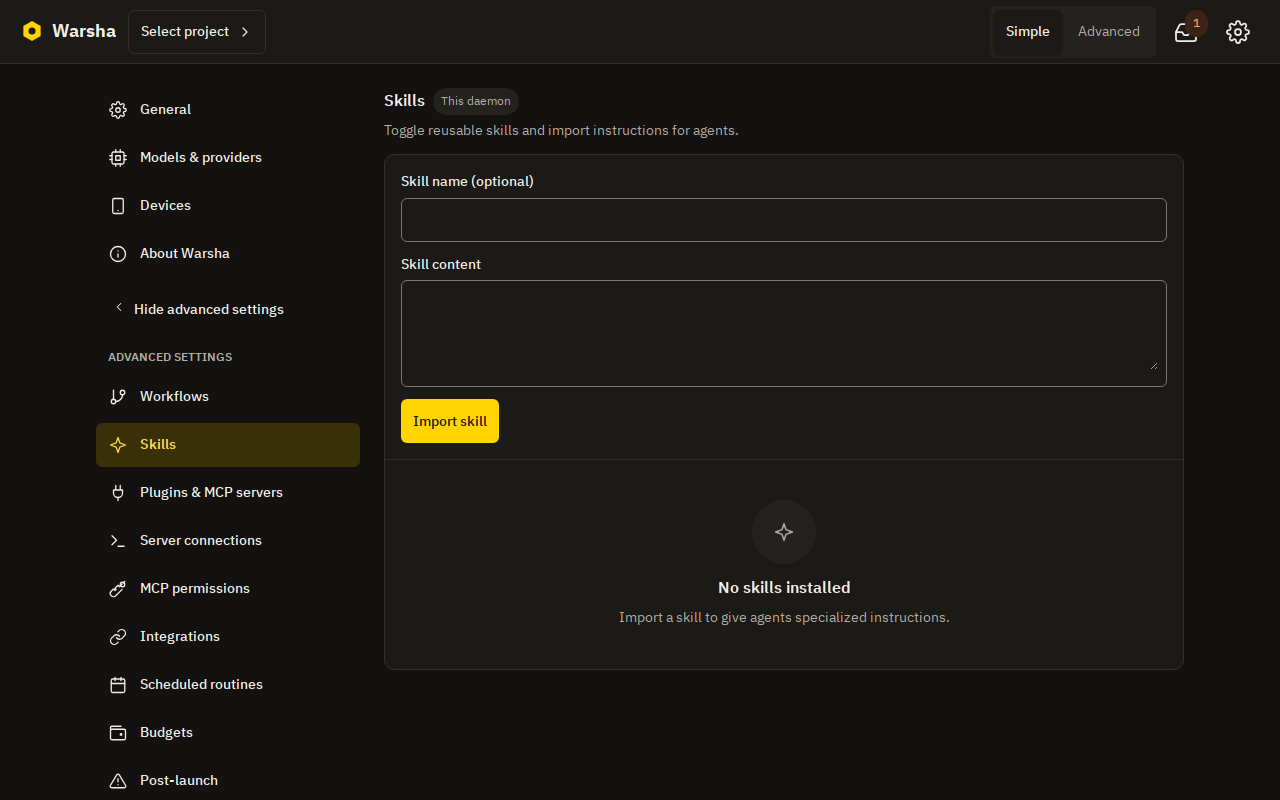 Warsha
Select project
Simple
Advanced
1
General
Models & providers
Devices
About Warsha
Hide advanced settings
ADVANCED SETTINGS
Workflows
Skills
Plugins & MCP servers
Server connections
MCP permissions
Integrations
Scheduled routines
Budgets
Post-launch
Skills
This daemon
Toggle reusable skills and import instructions for agents.
Skill name (optional)
Skill content
Import skill
No skills installed
Import a skill to give agents specialized instructions.